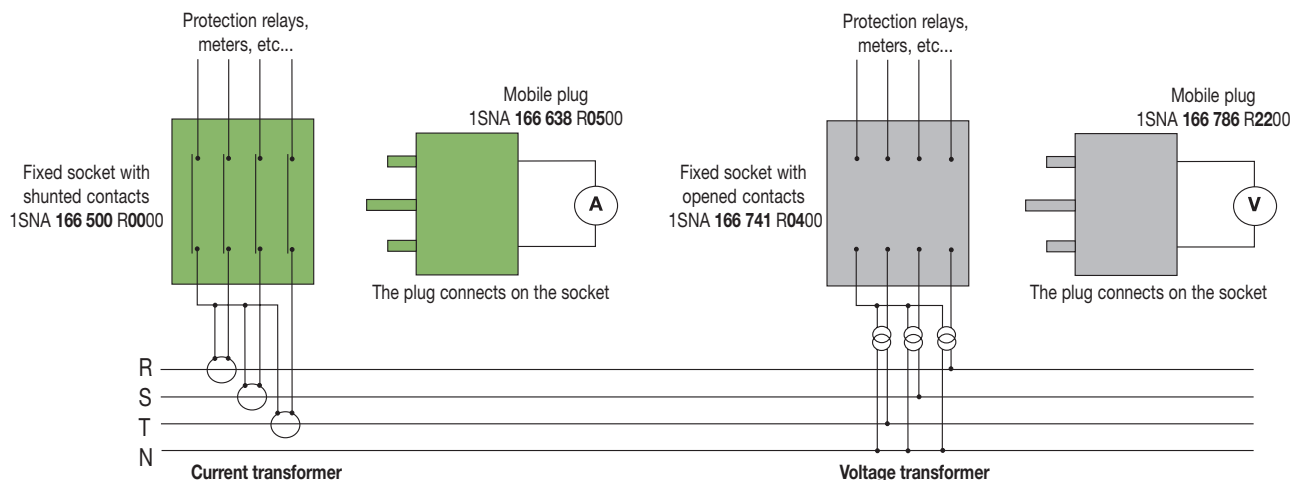 Protection relays,
meters, etc...
Mobile plug
1SNA 166 638 R0500
Fixed socket with
shunted contacts
1SNA 166 500 R0000
A
The plug connects on the socket
Protection relays,
meters, etc...
Mobile plug
1SNA 166 786 R2200
Fixed socket with
opened contacts
1SNA 166 741 R0400
V
The plug connects on the socket
R
S
T
N
Current transformer
Voltage transformer